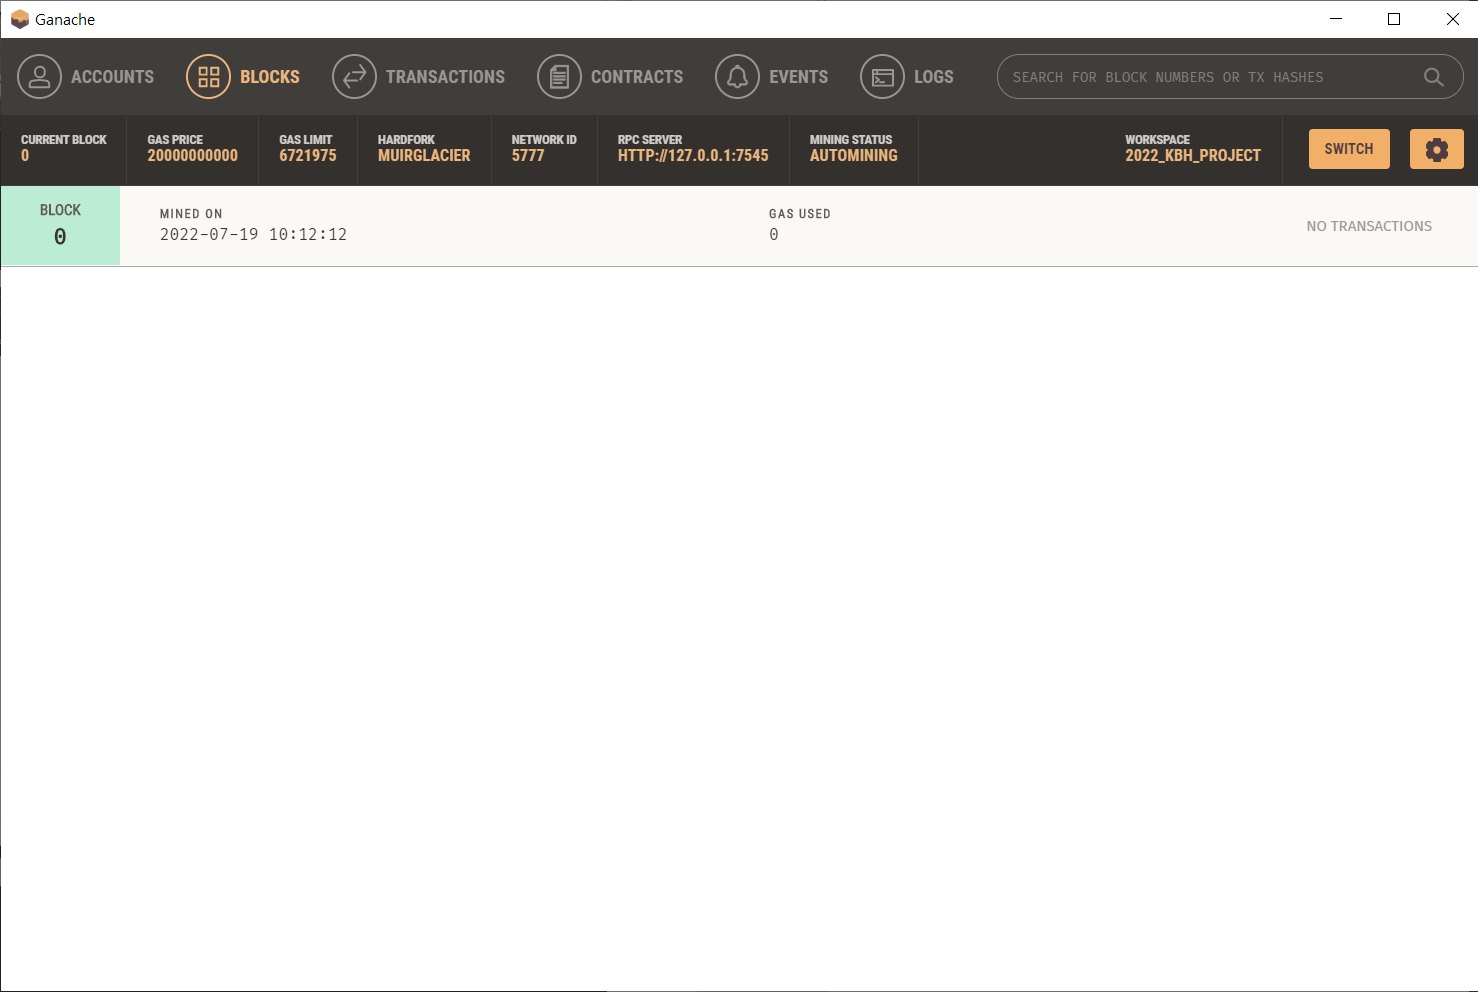 Ganache
ACCOUNTS BLOCKS TRANSACTIONS CONTRACTS EVENTS LOGS SEARCH FOR BLOCK NUMBERS OR TX HASHES
CURRENT BLOCK GAS PRICE GAS LIMIT HARDFORK NETWORK ID RPC SERVER MINING STATUS WORKSPACE
0 20000000000 6721975 MUIRGLACIER 5777 HTTP://127.0.0.1:7545 AUTOMINING 2022_KBH_PROJECT SWITCH
BLOCK MINED ON GAS USED
0 2022-07-19 10:12:12 0 NO TRANSACTIONS